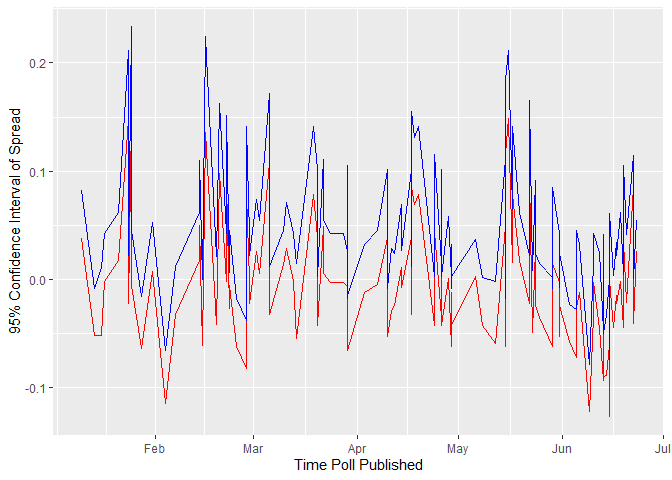 95% Confidence Interval of Spread
0.2
0.1
0.0
-0.1
Feb Mar Apr May Jun Jul
Time Poll Published